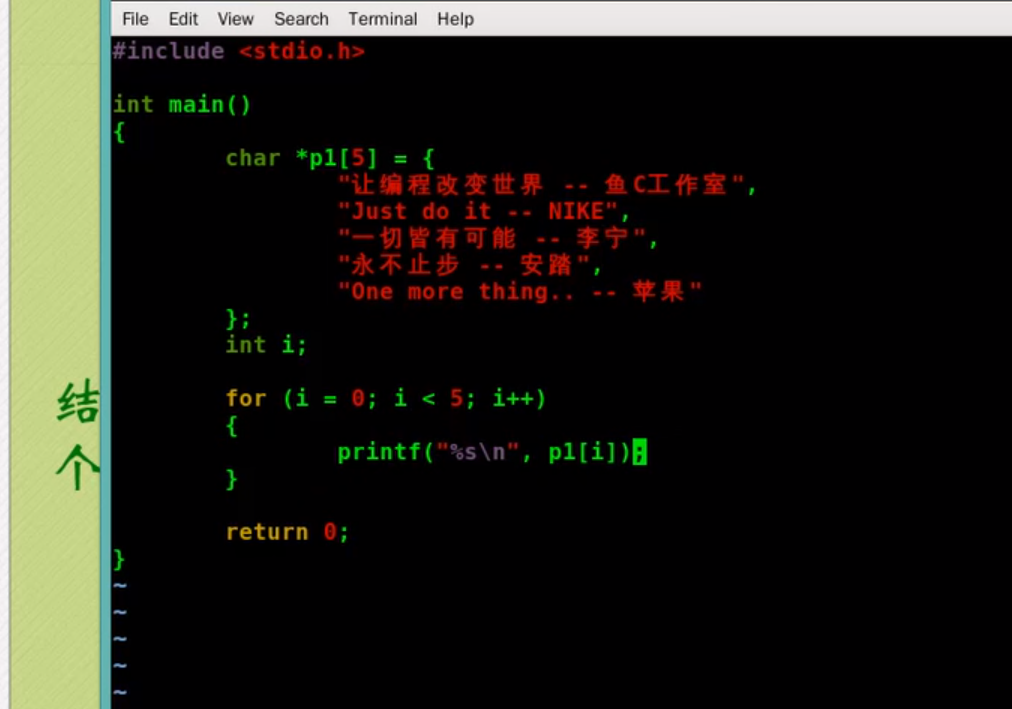 File Edit View Search Terminal Help
#include <stdio.h>
int main()
{
char *p1[5] = {
"让编程改变世界 -- 鱼C工作室",
"Just do it -- NIKE",
"一切皆有可能 -- 李宁",
"永不止步 -- 安踏",
"One more thing.. -- 苹果"
};
int i;
for (i = 0; i < 5; i++)
{
printf("%s\n", p1[i]);
}
return 0;
}
~
~
~
~
~
结
个